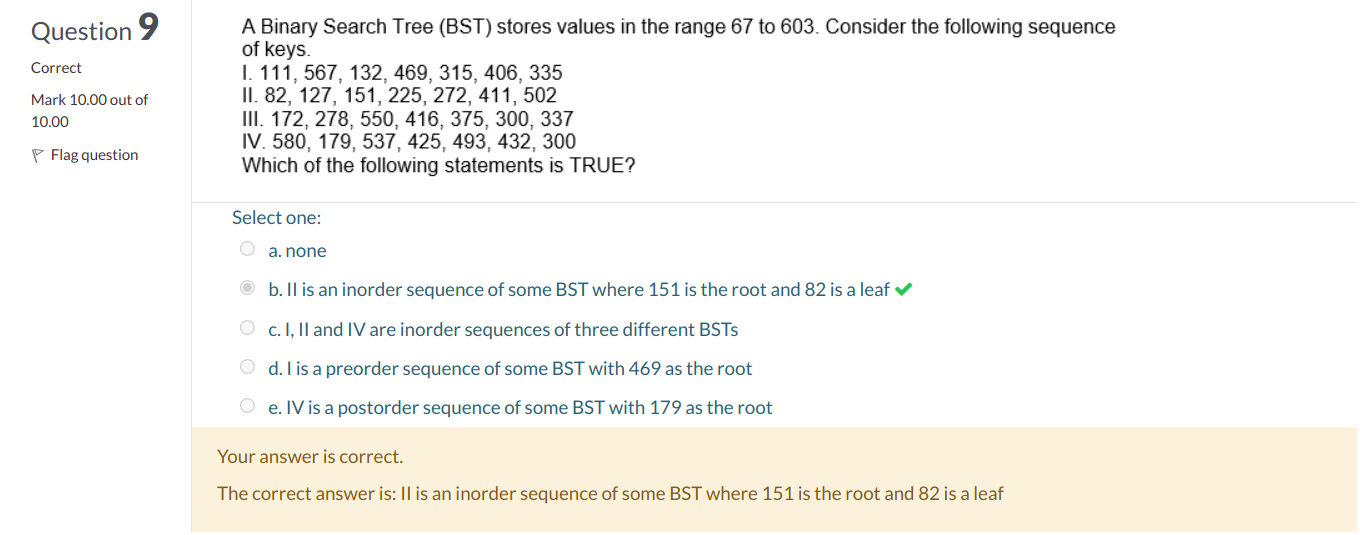 Question 9
Correct
Mark 10.00 out of
10.00
Flag question
A Binary Search Tree (BST) stores values in the range 67 to 603. Consider the following sequence
of keys.
I. 111, 567, 132, 469, 315, 406, 335
II. 82, 127, 151, 225, 272, 411, 502
III. 172, 278, 550, 416, 375, 300, 337
IV. 580, 179, 537, 425, 493, 432, 300
Which of the following statements is TRUE?
Select one:
a. none
b. II is an inorder sequence of some BST where 151 is the root and 82 is a leaf
c. I, II and IV are inorder sequences of three different BSTs
d. I is a preorder sequence of some BST with 469 as the root
e. IV is a postorder sequence of some BST with 179 as the root
Your answer is correct.
The correct answer is: II is an inorder sequence of some BST where 151 is the root and 82 is a leaf